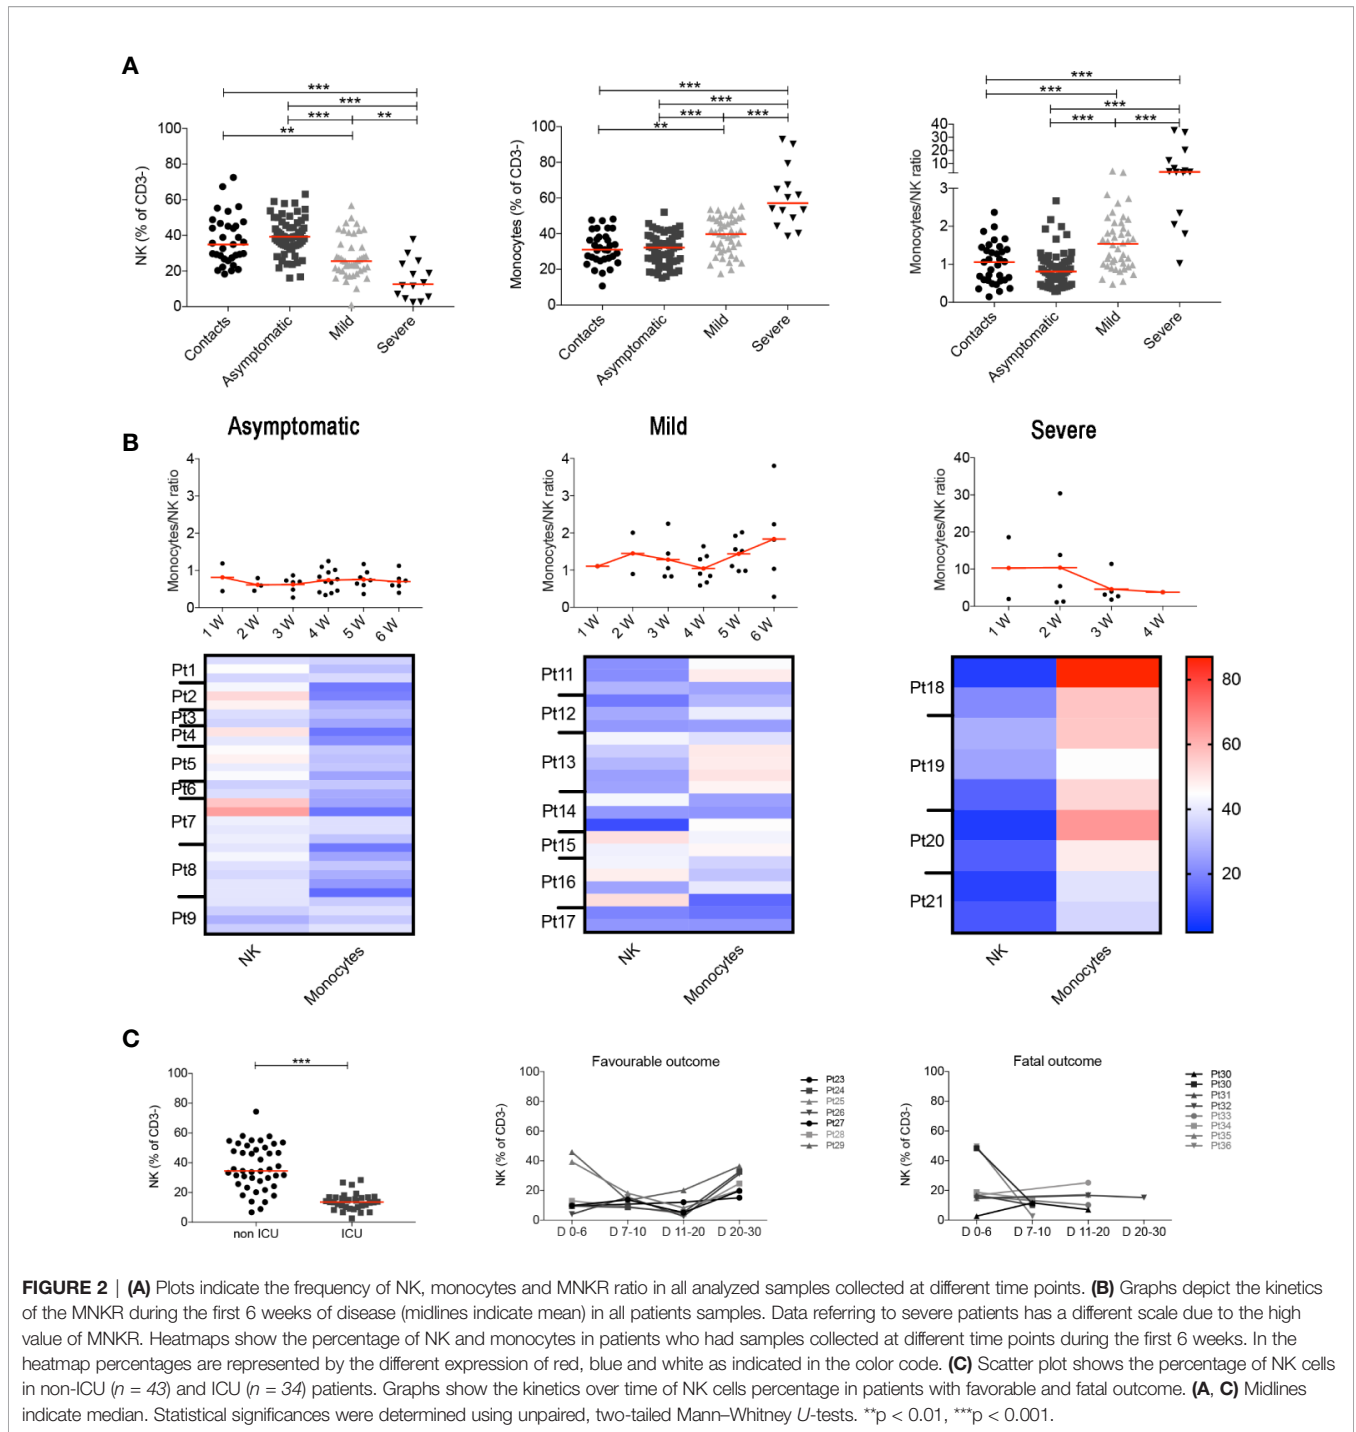 A
***
***
***
**
**
NK (% of CD3-)
100
80
60
40
20
0
Contacts
Asymptomatic
Mild
Severe
***
***
***
***
**
Monocytes (% of CD3-)
100
80
60
40
20
0
Contacts
Asymptomatic
Mild
Severe
***
***
***
***
***
Monocytes/NK ratio
40
30
20
10
3
2
1
0
Contacts
Asymptomatic
Mild
Severe
B
Asymptomatic
Monocytes/NK ratio
4
3
2
1
0
1 W
2 W
3 W
4 W
5 W
6 W
Pt1
Pt2
Pt3
Pt4
Pt5
Pt6
Pt7
Pt8
Pt9
NK
Monocytes
Mild
Monocytes/NK ratio
4
3
2
1
0
1 W
2 W
3 W
4 W
5 W
6 W
Pt11
Pt12
Pt13
Pt14
Pt15
Pt16
Pt17
NK
Monocytes
Severe
Monocytes/NK ratio
40
30
20
10
0
1 W
2 W
3 W
4 W
Pt18
Pt19
Pt20
Pt21
NK
Monocytes
80
60
40
20
C
***
NK (% of CD3-)
100
80
60
40
20
0
non ICU
ICU
Favourable outcome
NK (% of CD3-)
100
80
60
40
20
0
D 0-6
D 7-10
D 11-20
D 20-30
Pt23
Pt24
Pt25
Pt26
Pt27
Pt28
Pt29
Fatal outcome
NK (% of CD3-)
100
80
60
40
20
0
D 0-6
D 7-10
D 11-20
D 20-30
Pt30
Pt30
Pt31
Pt32
Pt33
Pt34
Pt35
Pt36
FIGURE 2 | (A) Plots indicate the frequency of NK, monocytes and MNKR ratio in all analyzed samples collected at different time points. (B) Graphs depict the kinetics
of the MNKR during the first 6 weeks of disease (midlines indicate mean) in all patients samples. Data referring to severe patients has a different scale due to the high
value of MNKR. Heatmaps show the percentage of NK and monocytes in patients who had samples collected at different time points during the first 6 weeks. In the
heatmap percentages are represented by the different expression of red, blue and white as indicated in the color code. (C) Scatter plot shows the percentage of NK cells
in non-ICU (n = 43) and ICU (n = 34) patients. Graphs show the kinetics over time of NK cells percentage in patients with favorable and fatal outcome. (A, C) Midlines
indicate median. Statistical significances were determined using unpaired, two-tailed Mann–Whitney U-tests. **p < 0.01, ***p < 0.001.